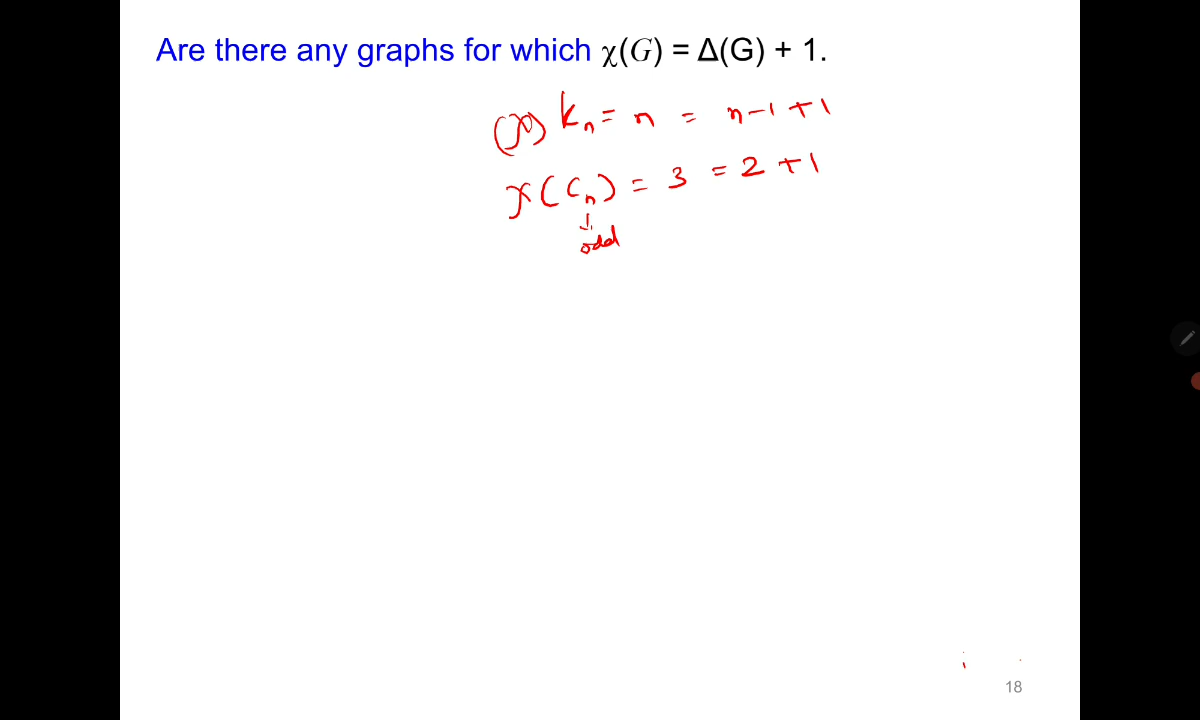 Are there any graphs for which χ(G) = Δ(G) + 1.
(χ) Kn = n = n-1+1
χ(Cn) = 3 = 2+1
↓
odd
18